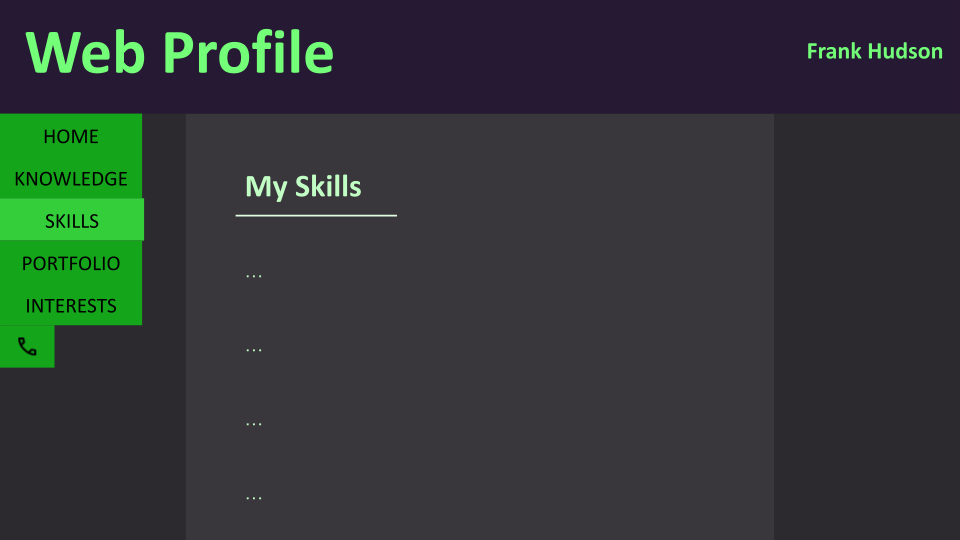 Web Profile
Frank Hudson
HOME
KNOWLEDGE
SKILLS
PORTFOLIO
INTERESTS
My Skills
...
...
...
...